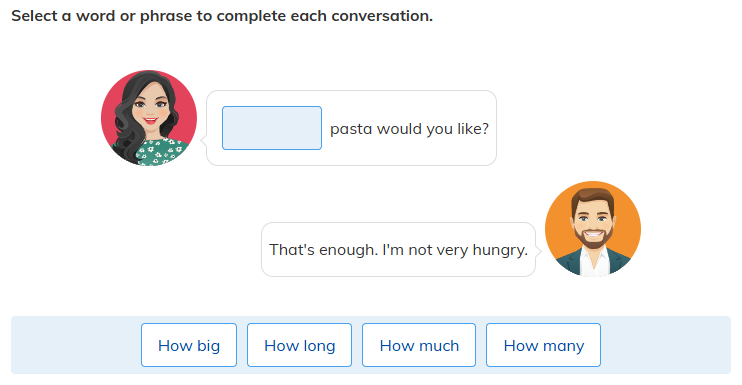 Select a word or phrase to complete each conversation.
pasta would you like?
That's enough. I'm not very hungry.
How big How long How much How many